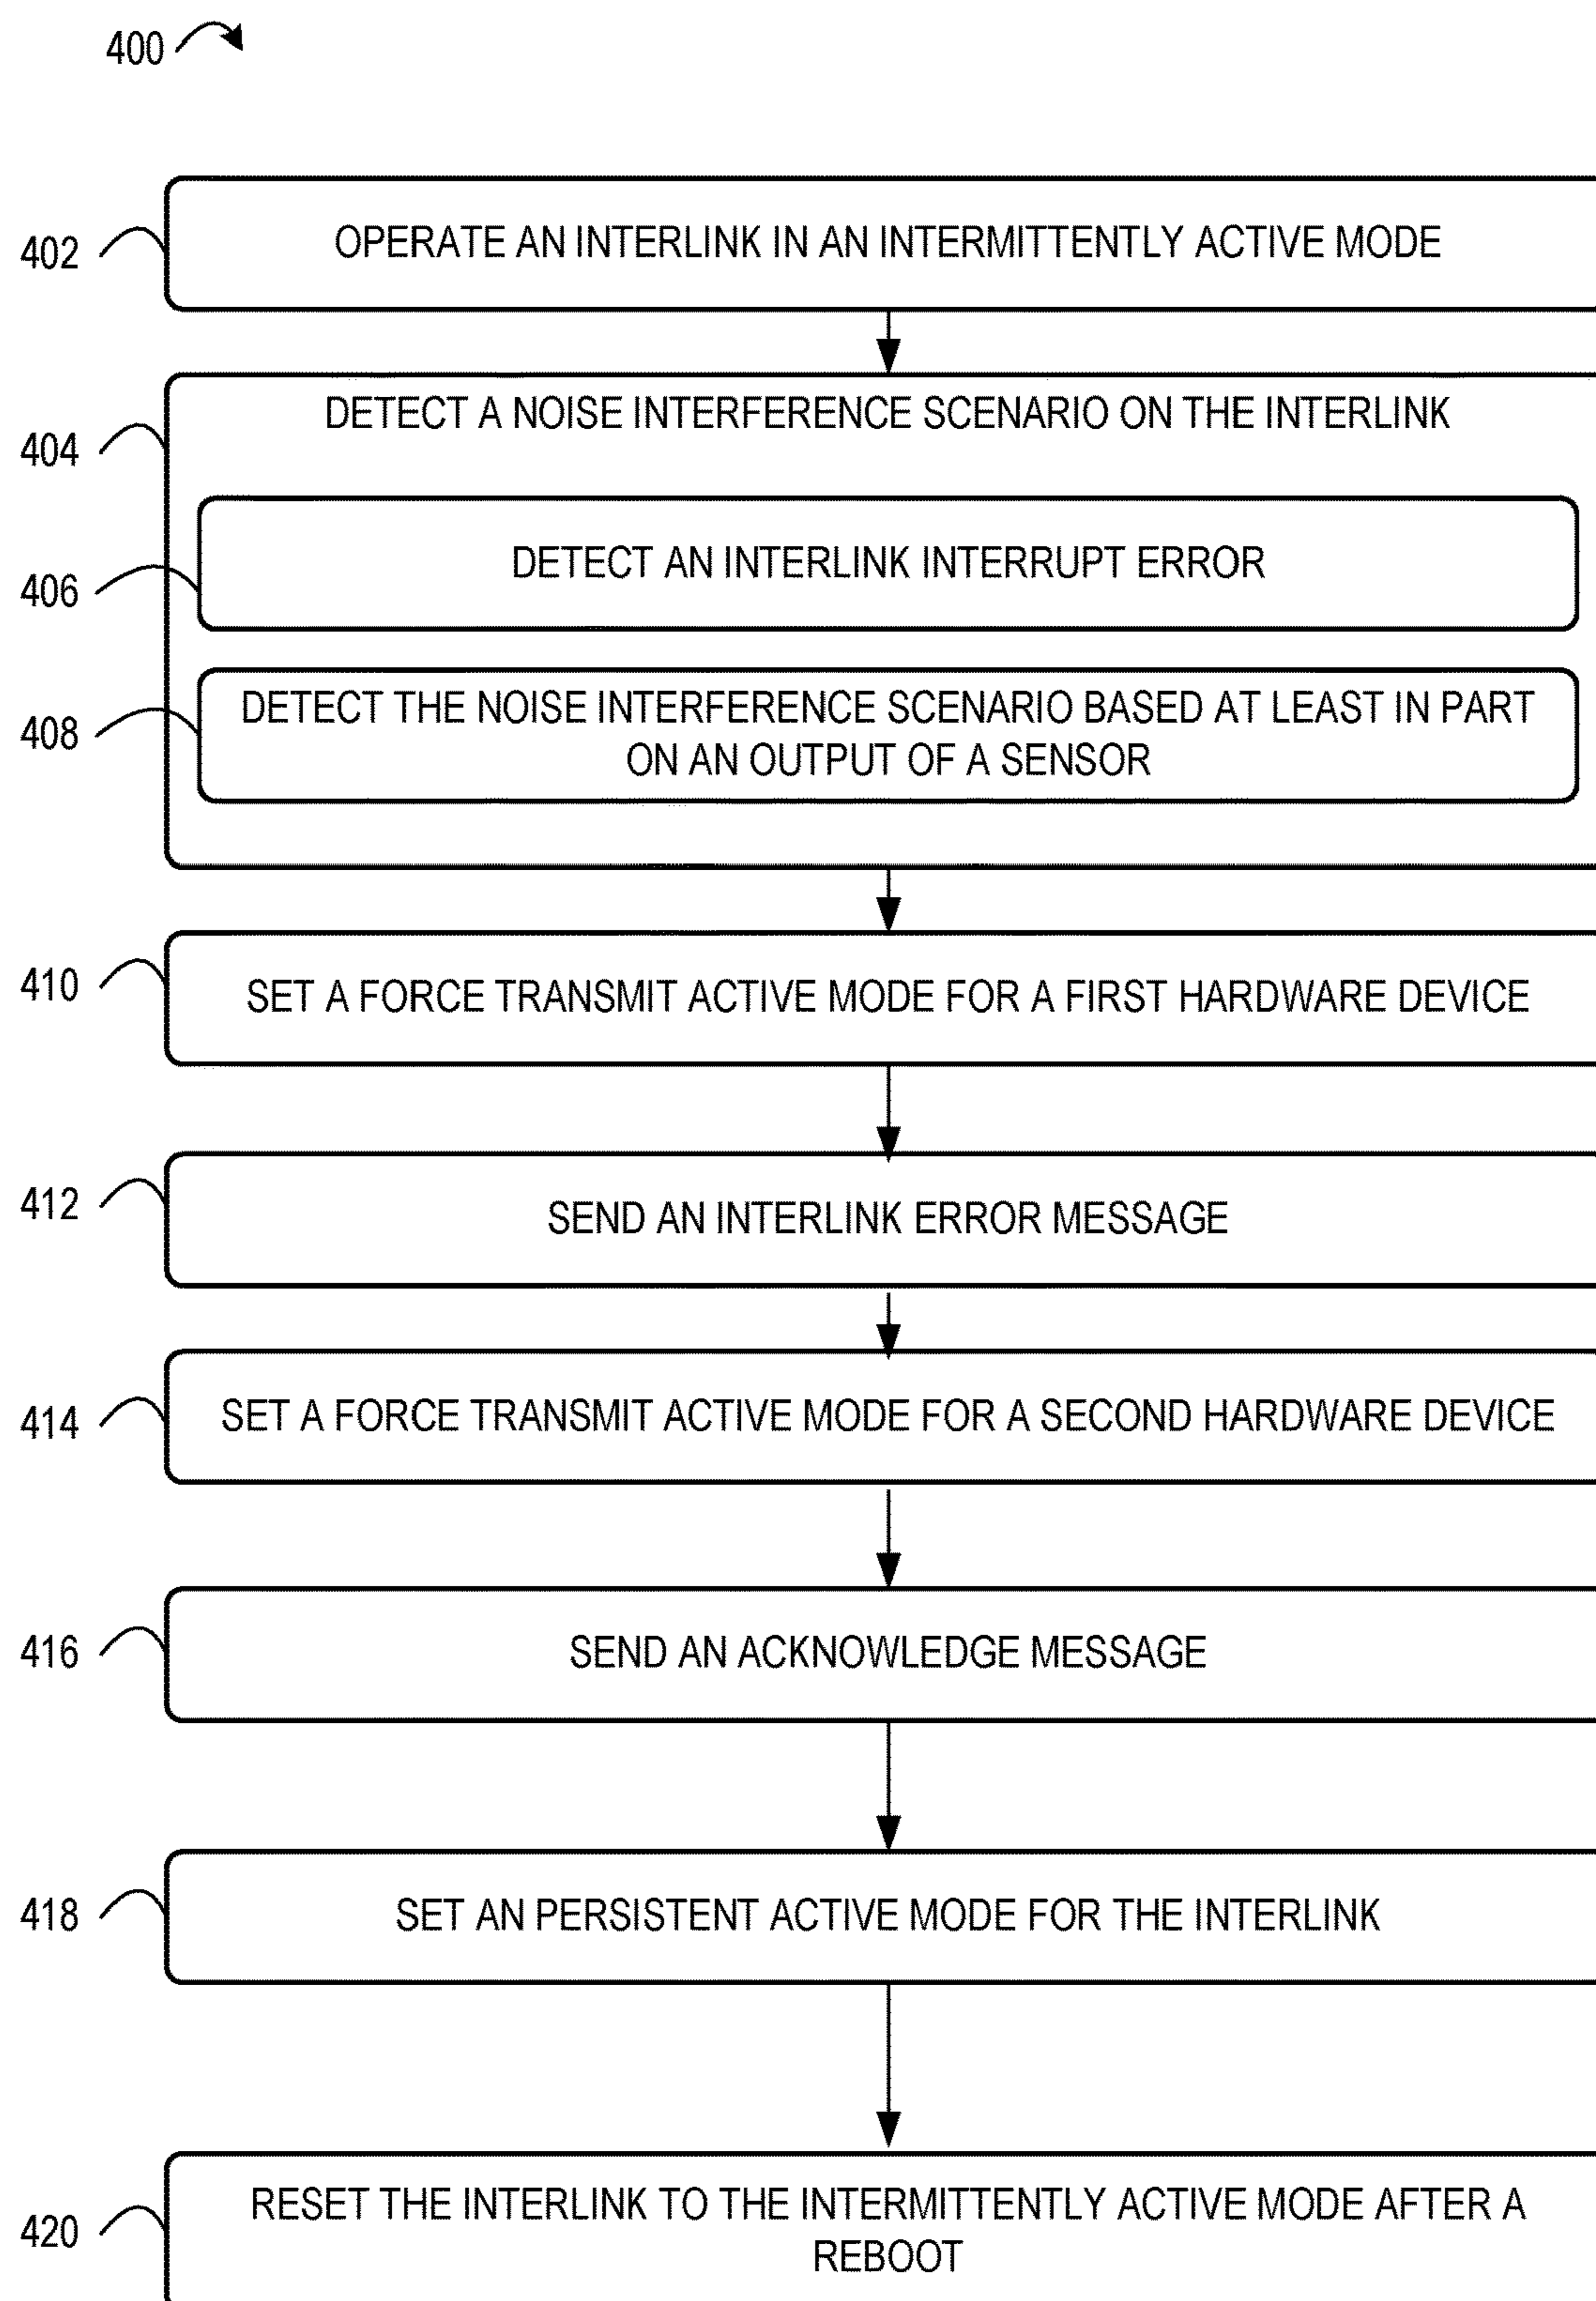 400
402
OPERATE AN INTERLINK IN AN INTERMITTENTLY ACTIVE MODE
404
DETECT A NOISE INTERFERENCE SCENARIO ON THE INTERLINK
406
DETECT AN INTERLINK INTERRUPT ERROR
408
DETECT THE NOISE INTERFERENCE SCENARIO BASED AT LEAST IN PART
ON AN OUTPUT OF A SENSOR
410
SET A FORCE TRANSMIT ACTIVE MODE FOR A FIRST HARDWARE DEVICE
412
SEND AN INTERLINK ERROR MESSAGE
414
SET A FORCE TRANSMIT ACTIVE MODE FOR A SECOND HARDWARE DEVICE
416
SEND AN ACKNOWLEDGE MESSAGE
418
SET AN PERSISTENT ACTIVE MODE FOR THE INTERLINK
420
RESET THE INTERLINK TO THE INTERMITTENTLY ACTIVE MODE AFTER A
REBOOT